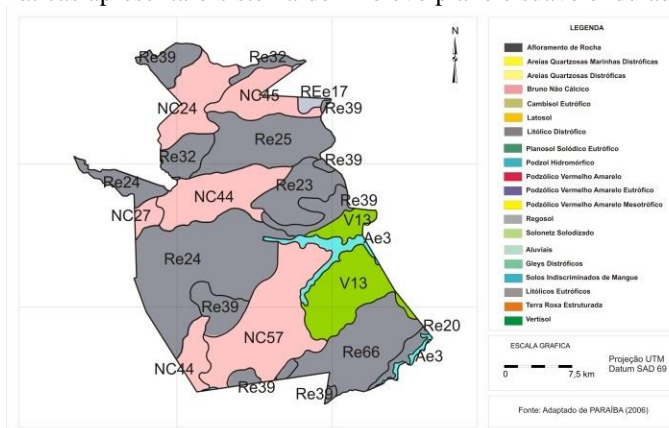 Re39
Re32
NC24
NC45
REe17
Re39
Re25
Re32
Re39
Re24
Re23
NC44
NC27
Re39
V13
Ae3
Re24
V13
Re39
NC57
Re20
Re66
Ae3
NC44
Re39
Re39
N
LEGENDA
Afloramento de Rocha
Areias Quartzosas Marinhas Distróficas
Areias Quartzosas Distróficas
Bruno Não Cálcico
Cambisol Eutrófico
Latosol
Litólico Distrófico
Planosol Solódico Eutrófico
Podzol Hidromórfico
Podzólico Vermelho Amarelo
Podzólico Vermelho Amarelo Eutrófico
Podzólico Vermelho Amarelo Mesotrófico
Regosol
Solonetz Solodizado
Aluviais
Gleys Distróficos
Solos Indiscriminados de Mangue
Litólicos Eutróficos
Terra Roxa Estruturada
Vertisol
ESCALA GRAFICA
0 7,5 km
Projeção UTM
Datum SAD 69
Fonte: Adaptado de PARAÍBA (2006)